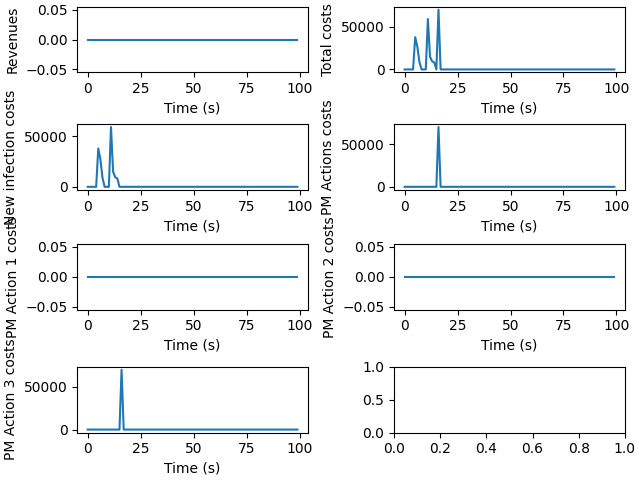 Revenues
0.05
0.00
−0.05
0 25 50 75 100
Time (s)
Total costs
50000
0
0 25 50 75 100
Time (s)
New infection costs
50000
0
0 25 50 75 100
Time (s)
PM Actions costs
50000
0
0 25 50 75 100
Time (s)
PM Action 1 costs
0.05
0.00
−0.05
0 25 50 75 100
Time (s)
PM Action 2 costs
0.05
0.00
−0.05
0 25 50 75 100
Time (s)
PM Action 3 costs
50000
0
0 25 50 75 100
Time (s)
1.0
0.5
0.0
0.0 0.2 0.4 0.6 0.8 1.0